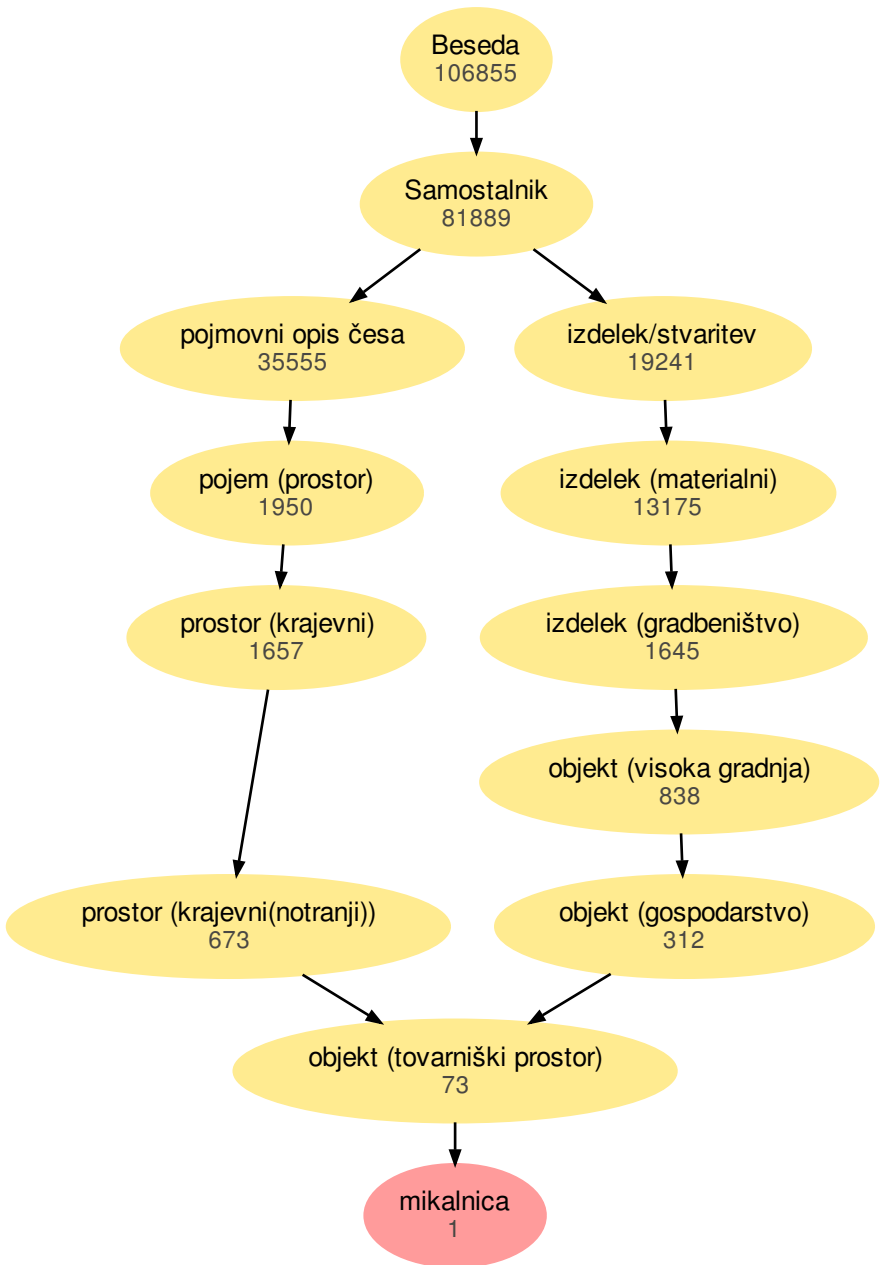 Beseda
106855
Samostalnik
81889
pojmovni opis česa
35555
izdelek/stvaritev
19241
pojem (prostor)
1950
izdelek (materialni)
13175
prostor (krajevni)
1657
izdelek (gradbeništvo)
1645
objekt (visoka gradnja)
838
prostor (krajevni(notranji))
673
objekt (gospodarstvo)
312
objekt (tovarniški prostor)
73
mikalnica
1